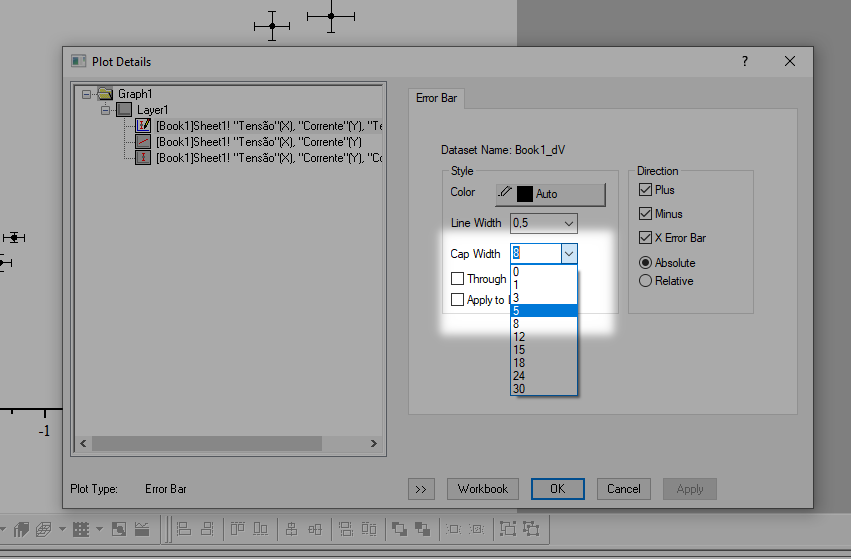 Plot Details
?
Graph1
Layer1
[Book1]Sheet1! "Tensão"(X), "Corrente"(Y), "Te
[Book1]Sheet1! "Tensão"(X), "Corrente"(Y)
[Book1]Sheet1! "Tensão"(X), "Corrente"(Y), "Co
Error Bar
Dataset Name: Book1_dV
Style
Color
Auto
Line Width
0,5
Cap Width
8
0
1
3
5
8
12
15
18
24
30
Through
Apply to
Direction
Plus
Minus
X Error Bar
Absolute
Relative
-1
Plot Type: Error Bar
>>
Workbook
OK
Cancel
Apply